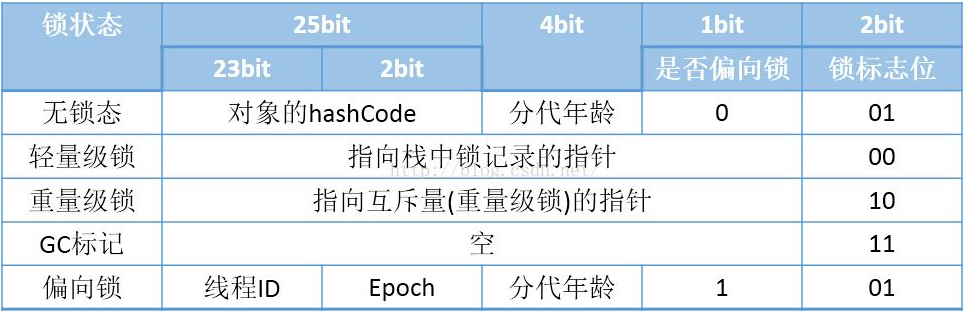 锁状态 25bit 4bit 1bit 2bit
23bit 2bit 是否偏向锁 锁标志位
无锁态 对象的hashCode 分代年龄 0 01
轻量级锁 指向栈中锁记录的指针 00
http://blog.csdn.net/
重量级锁 指向互斥量(重量级锁)的指针 10
GC标记 空 11
偏向锁 线程ID Epoch 分代年龄 1 01